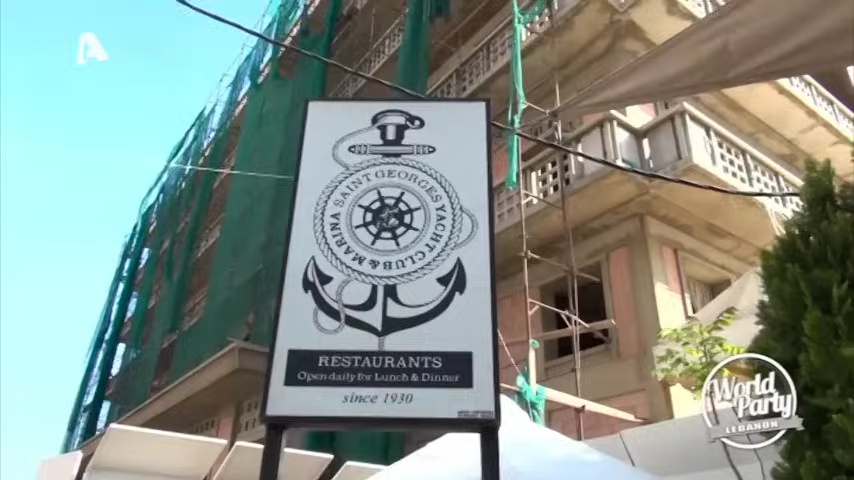 SAINT GEORGES YACHT CLUB & MARINA
RESTAURANTS
Open daily for Lunch & Dinner
since 1930
World
Party
LEBANON